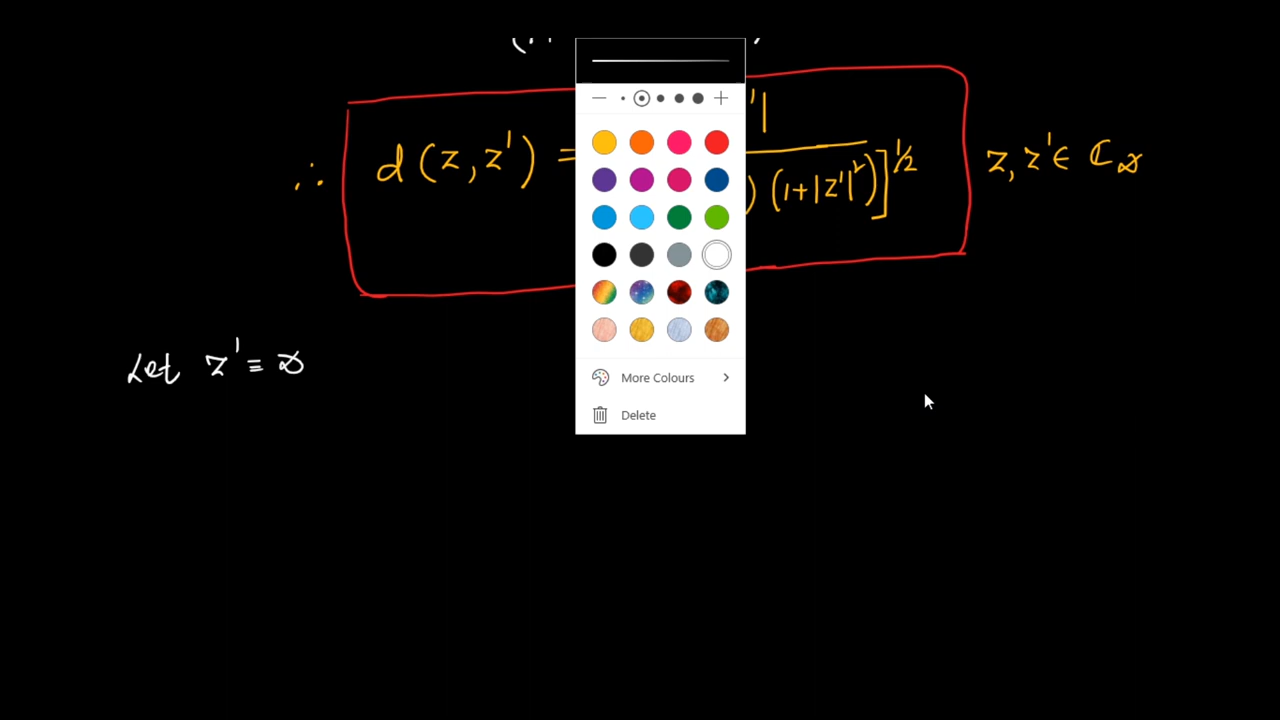 ∴ d(z, z') = '| / ) (1+|z'|²)]^1/2 z, z' ∈ ℂ∞
Let z' ≡ ∞
More Colours
Delete